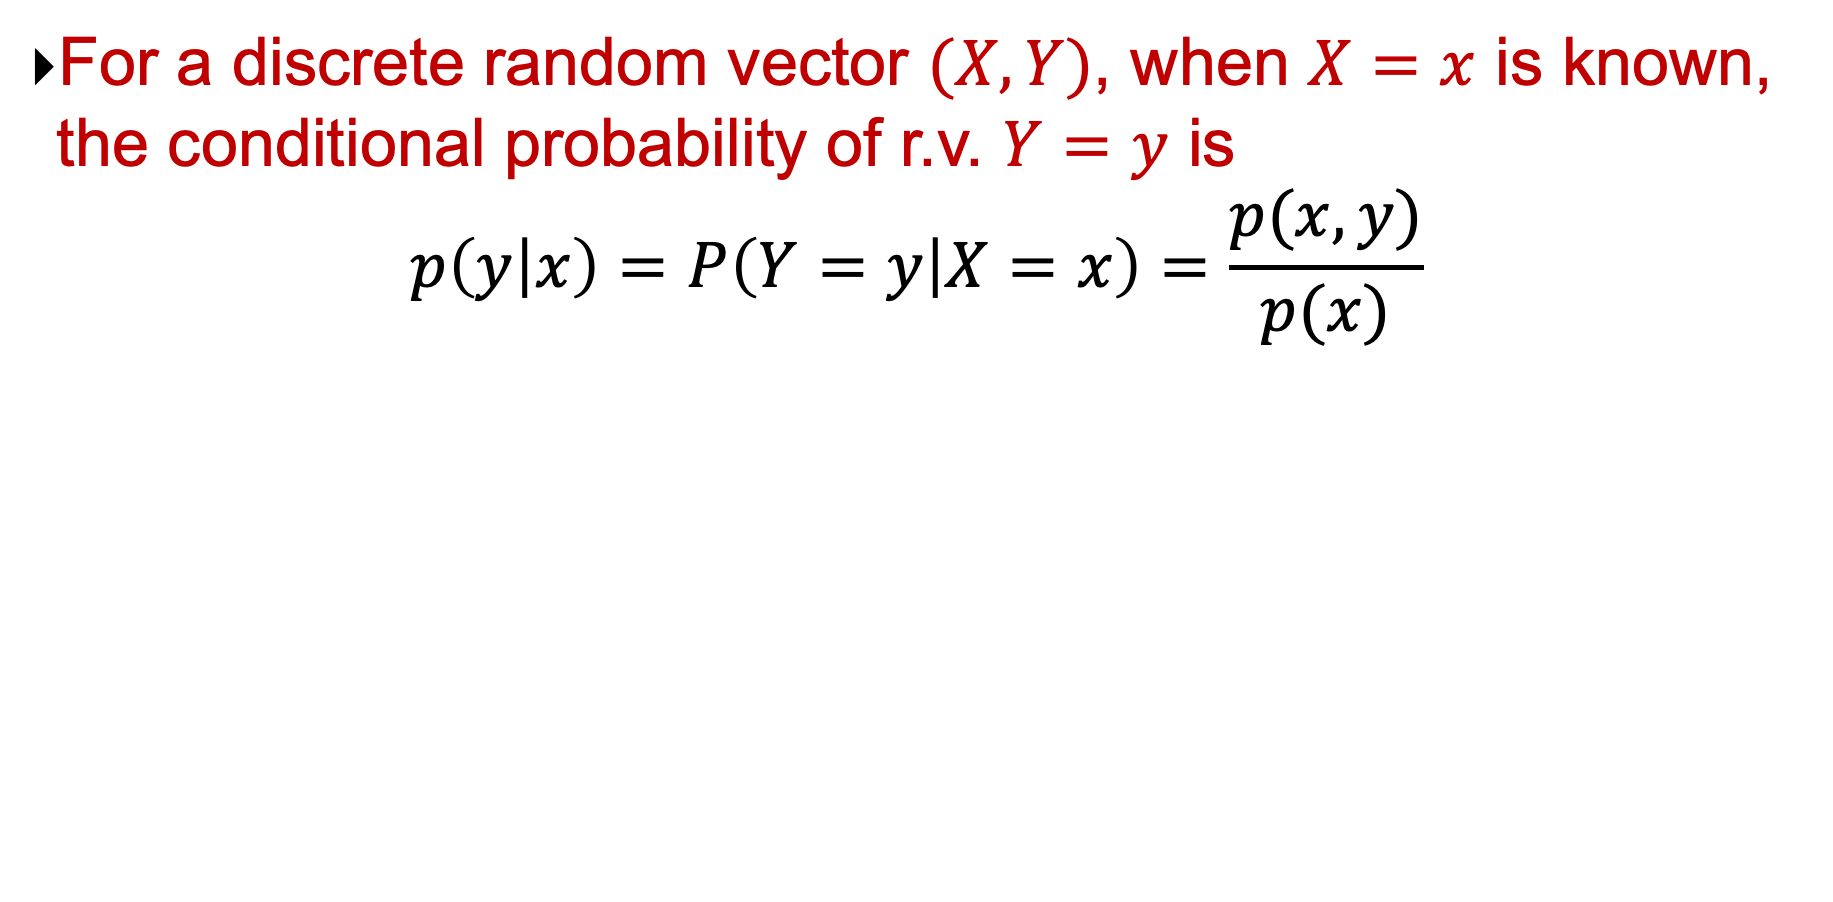 ▸For a discrete random vector (𝑋, 𝑌), when 𝑋 = 𝑥 is known,
the conditional probability of r.v. 𝑌 = 𝑦 is
𝑝(𝑦|𝑥) = 𝑃(𝑌 = 𝑦|𝑋 = 𝑥) = 𝑝(𝑥, 𝑦)/𝑝(𝑥)